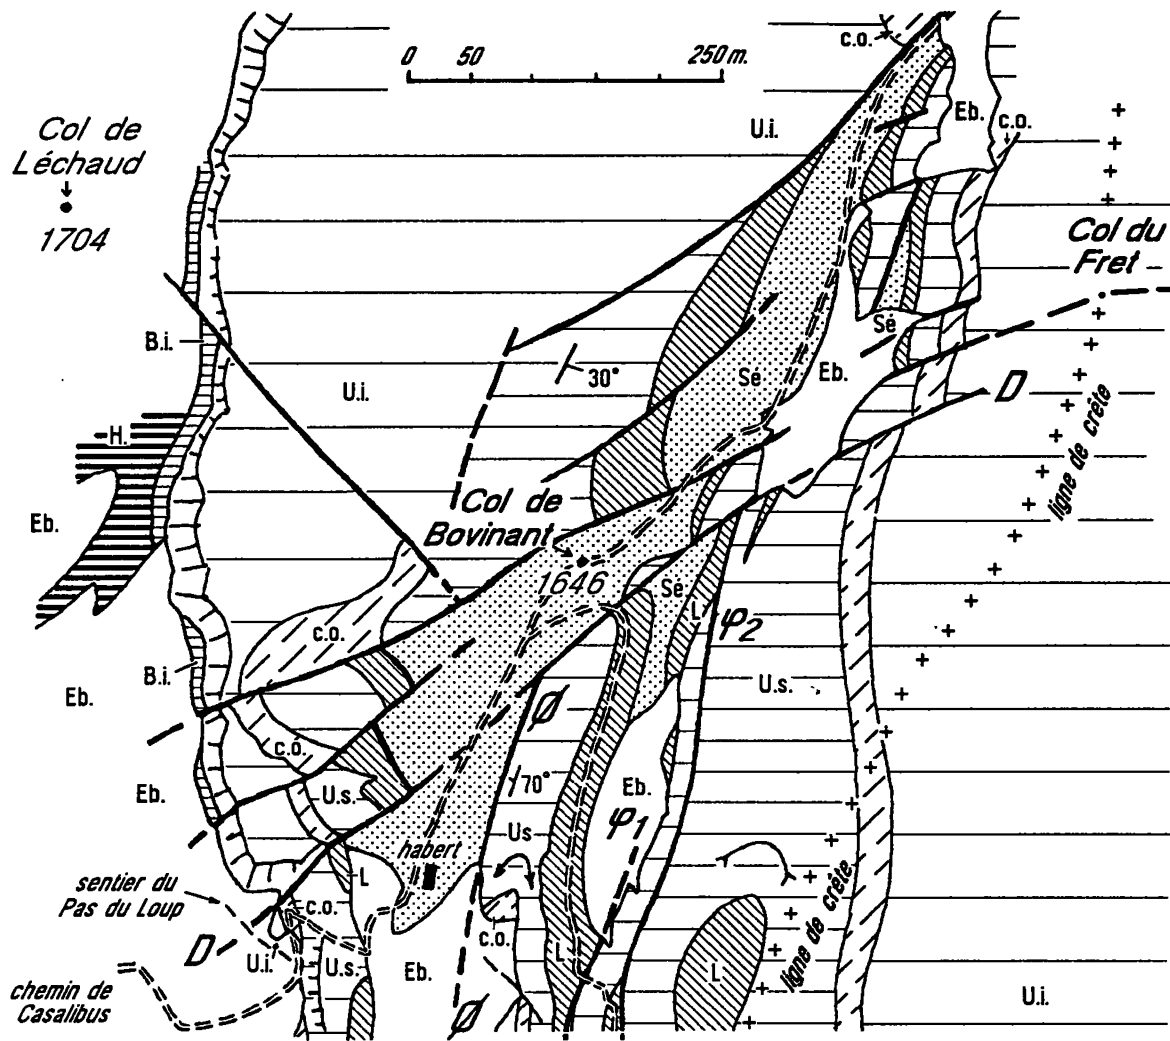 c.o.
0 50 250 m.
Eb.
c.o.
U.i.
Col de
Léchaud
1704
Col du
Fret
B.i.
30°
Sé
Eb.
Sé
U.i.
D
H.
ligne de crête
Col de
Bovinant
1646
Eb.
Sé
L
φ2
c.o.
B.i.
Eb.
U.s.
Ø
c.o.
70°
Eb.
U.s.
Eb.
φ1
Us
habert
L
sentier du
Pas du Loup
c.o.
c.o.
ligne de crête
D
U.i.
U.s.
Eb.
L
L
chemin de
Casalibus
Ø
U.i.